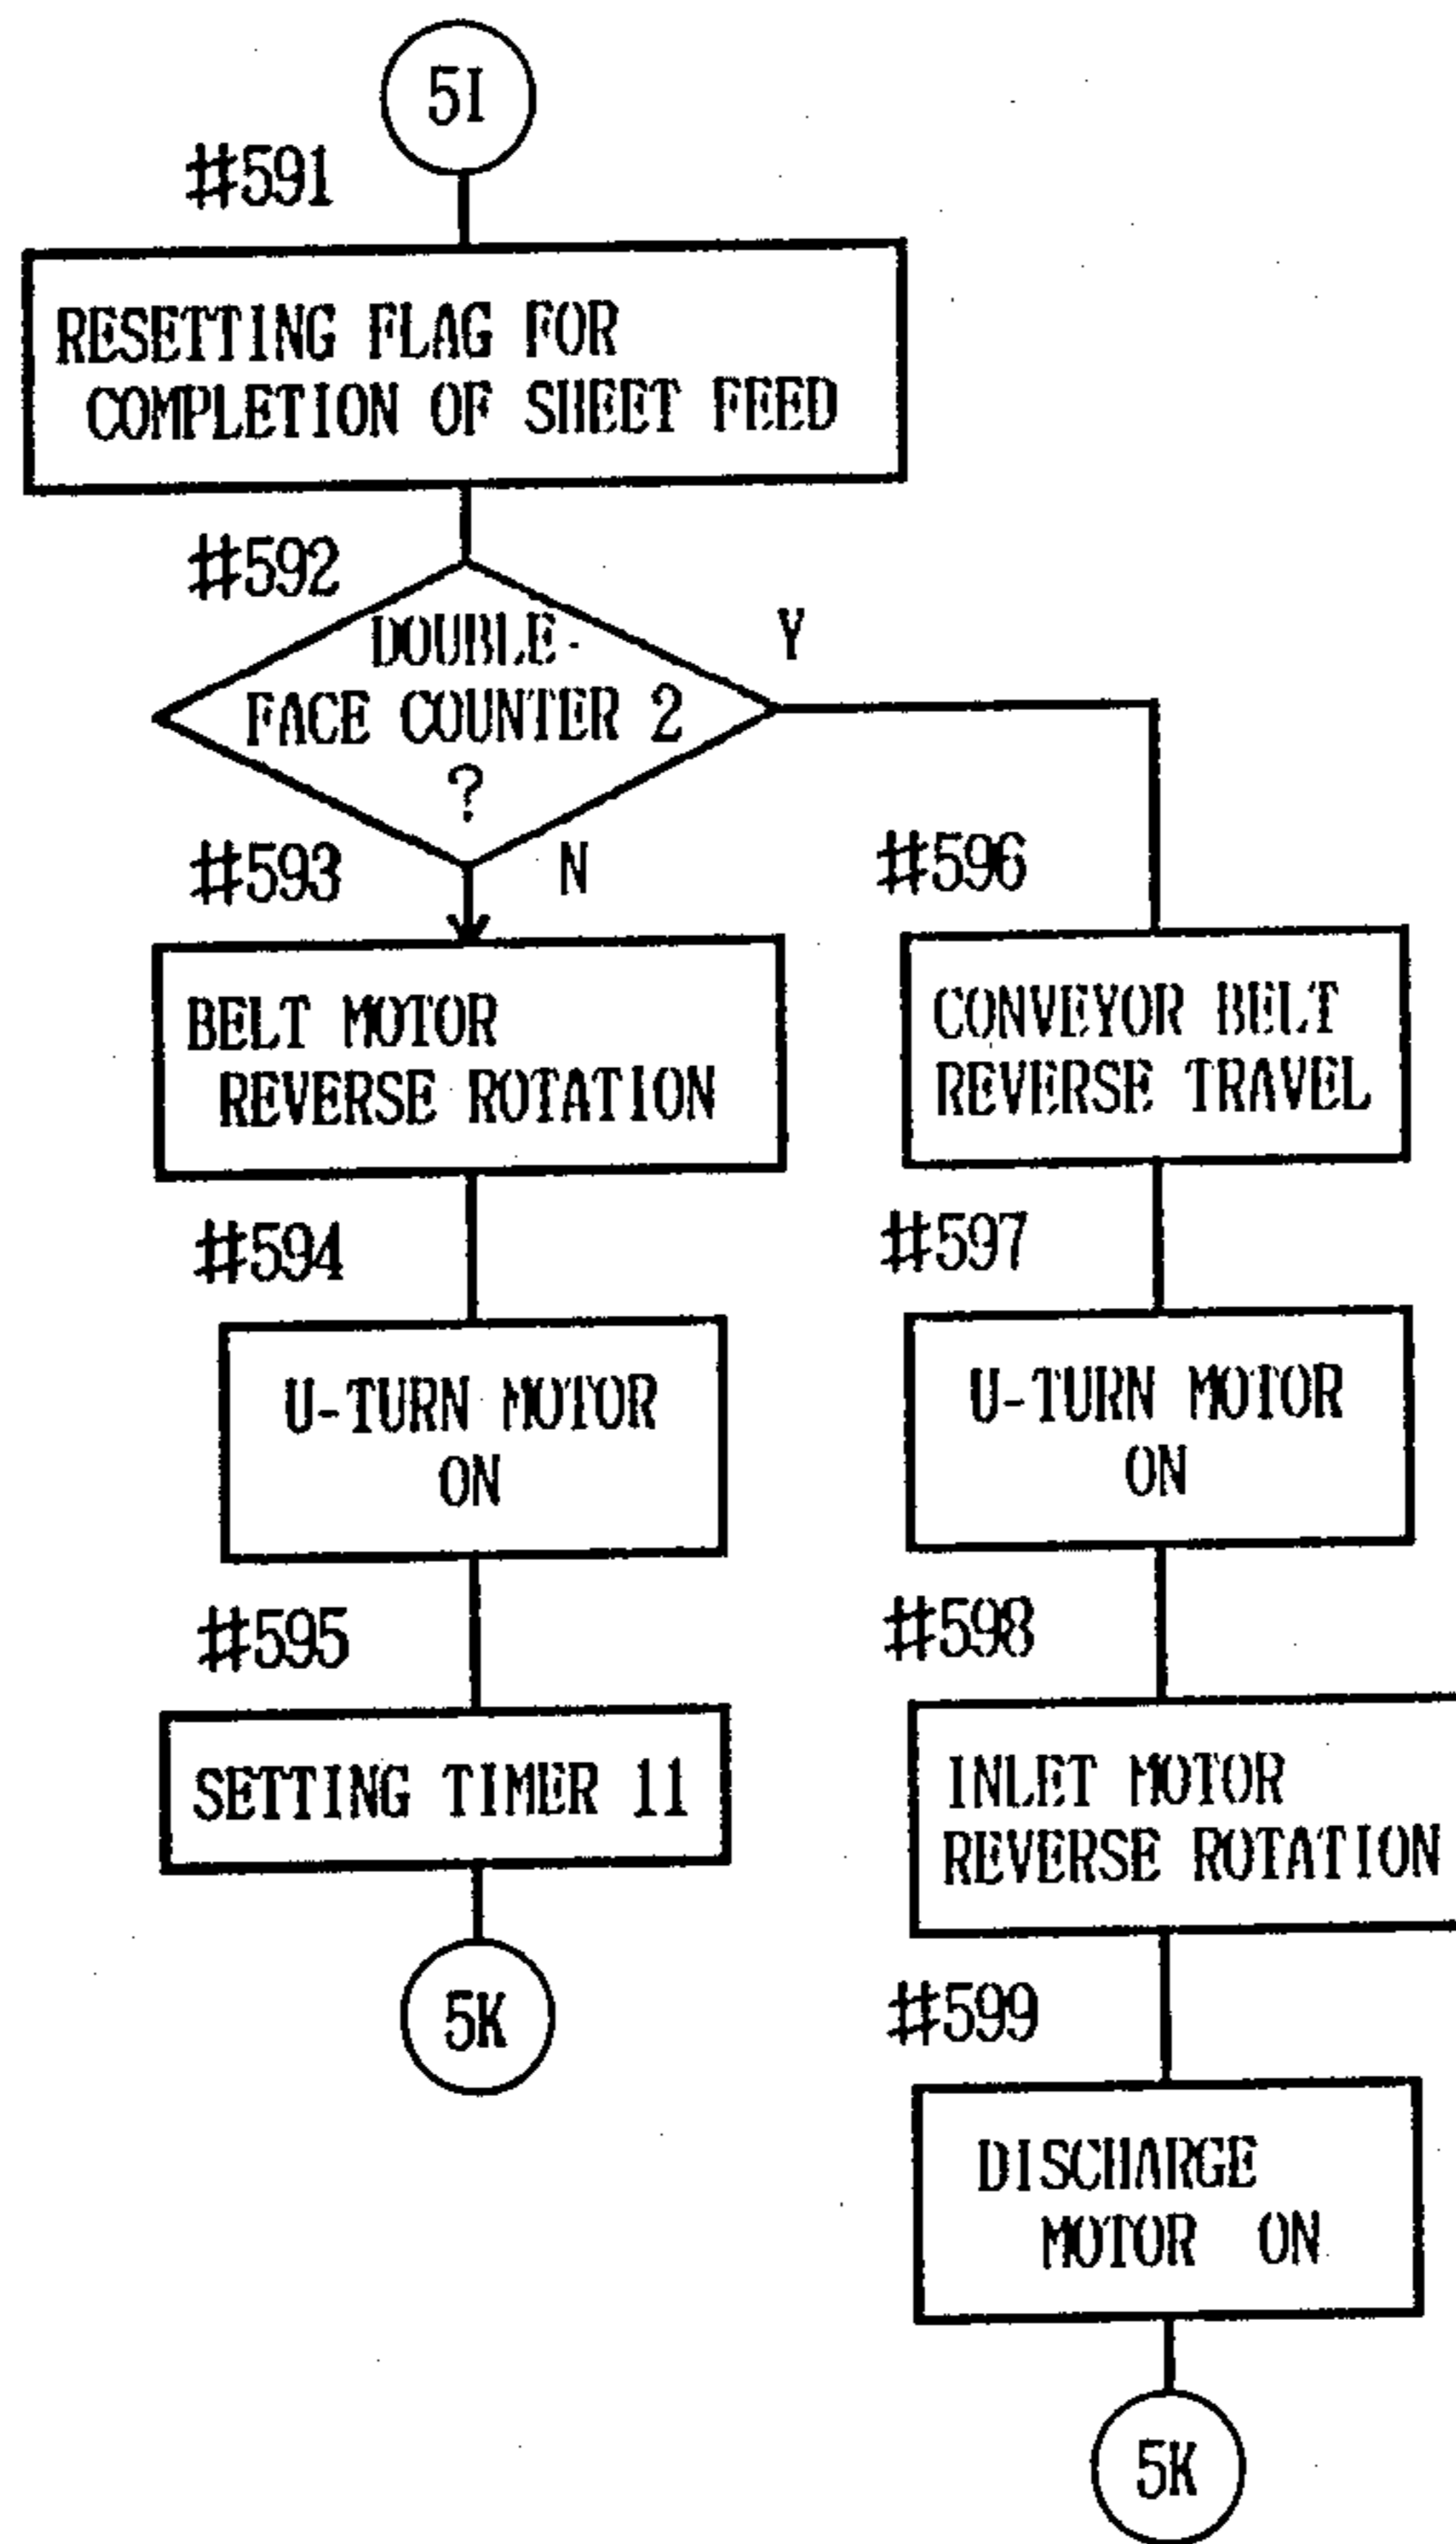 5I
#591
RESETTING FLAG FOR
COMPLETION OF SHEET FEED
#592
DOUBLE-
FACE COUNTER 2
?
Y
N
#593
BELT MOTOR
REVERSE ROTATION
#594
U-TURN MOTOR
ON
#595
SETTING TIMER 11
5K
#596
CONVEYOR BELT
REVERSE TRAVEL
#597
U-TURN MOTOR
ON
#598
INLET MOTOR
REVERSE ROTATION
#599
DISCHARGE
MOTOR ON
5K